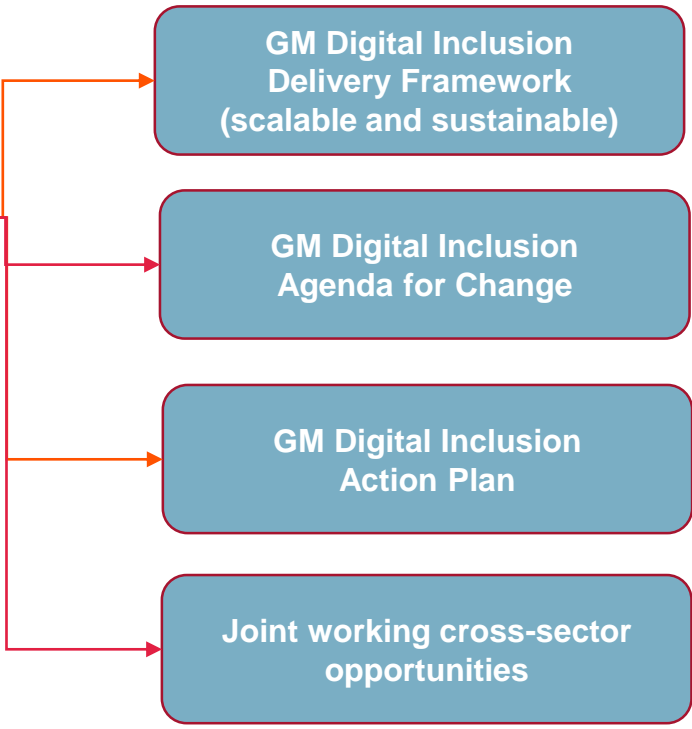 GM Digital Inclusion
Delivery Framework
(scalable and sustainable)
GM Digital Inclusion
Agenda for Change
GM Digital Inclusion
Action Plan
Joint working cross-sector
opportunities